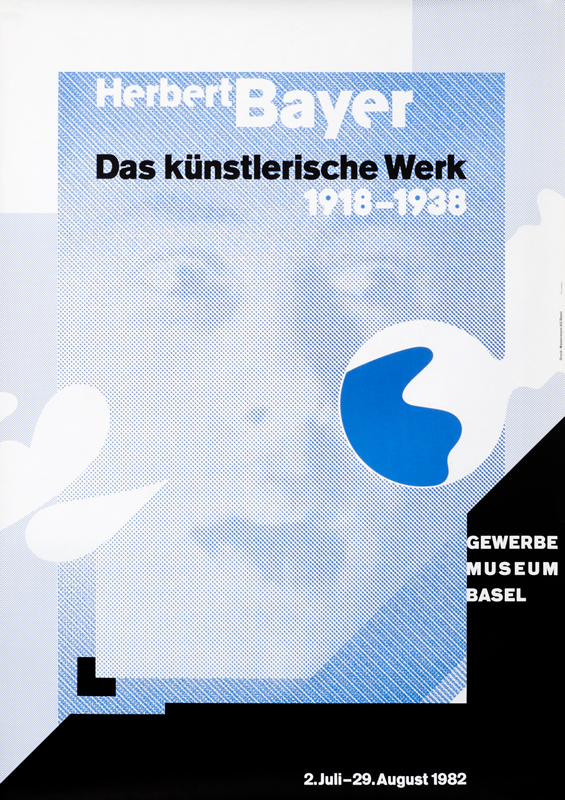 Herbert Bayer
Das künstlerische Werk
1918–1938
GEWERBE
MUSEUM
BASEL
2. Juli–29. August 1982